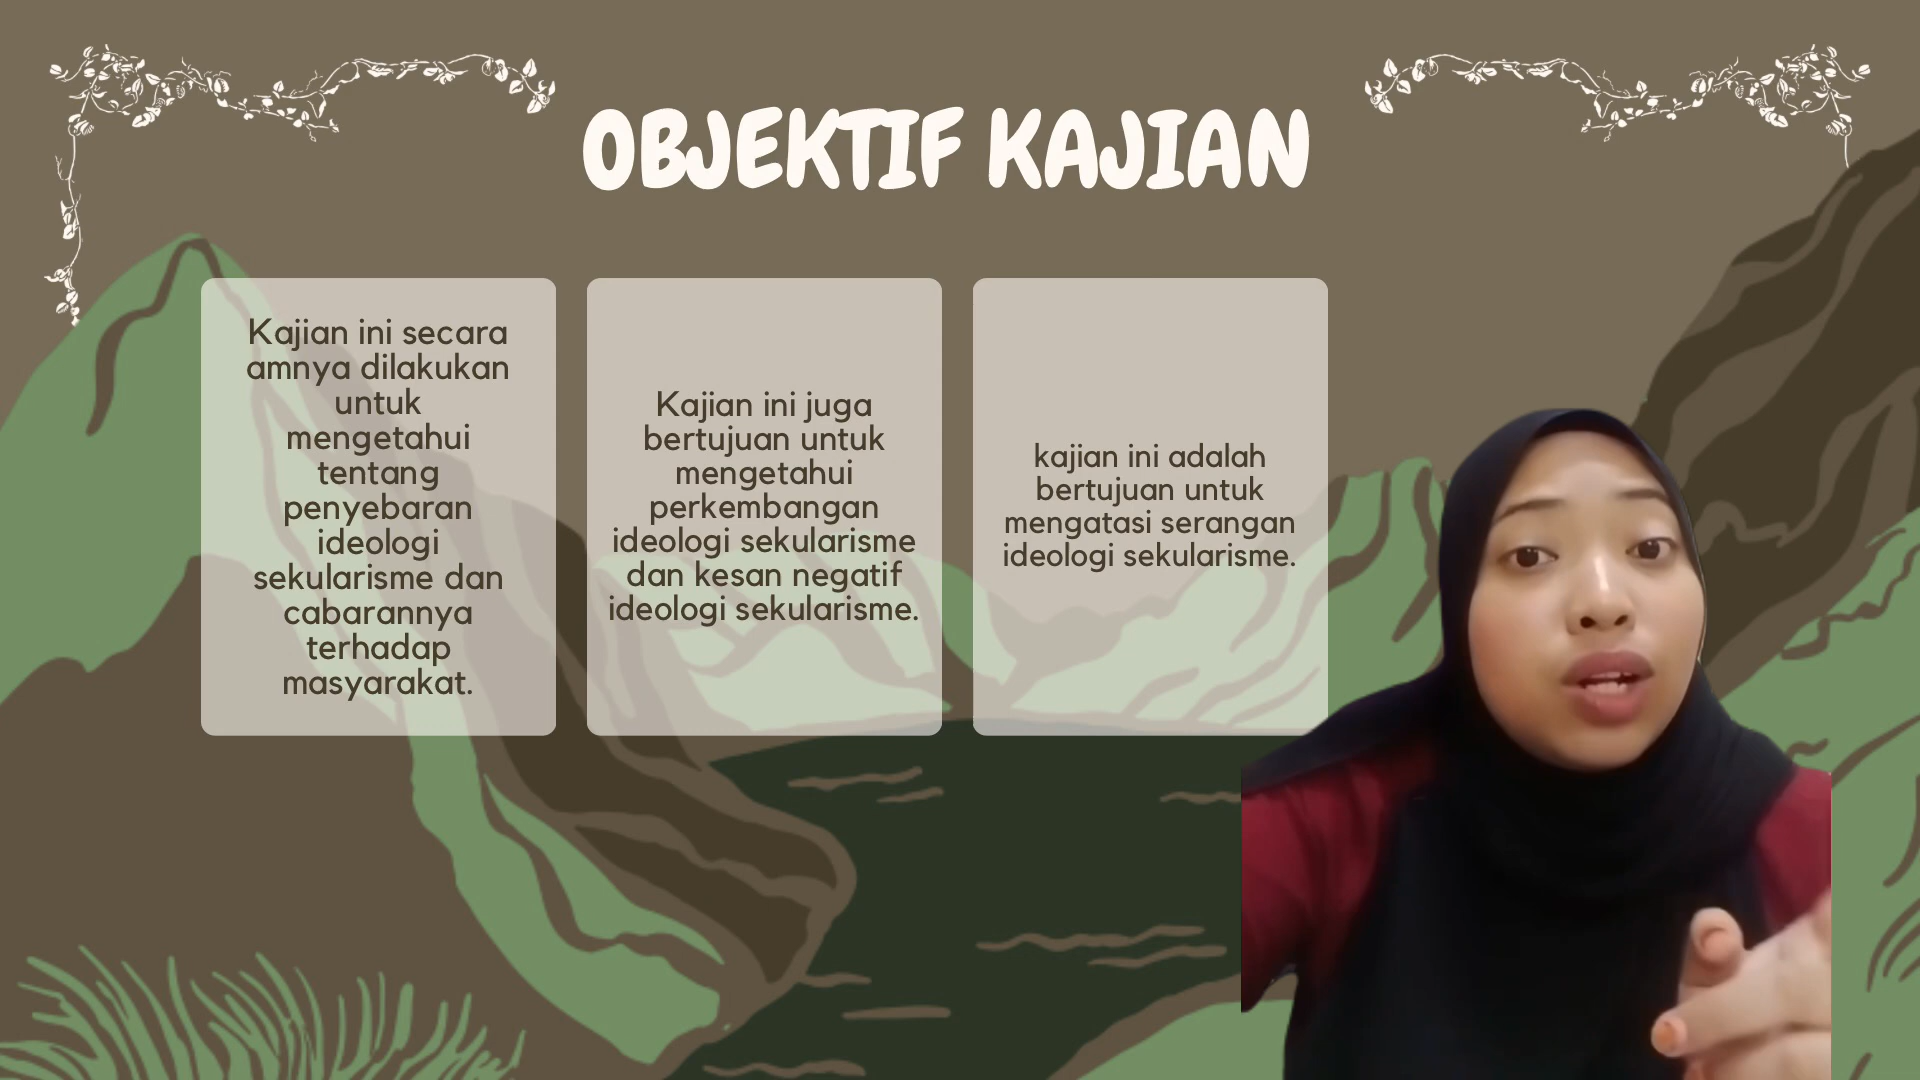 OBJEKTIF KAJIAN
Kajian ini secara
amnya dilakukan
untuk
mengetahui
tentang
penyebaran
ideologi
sekularisme dan
cabarannya
terhadap
masyarakat.
Kajian ini juga
bertujuan untuk
mengetahui
perkembangan
ideologi sekularisme
dan kesan negatif
ideologi sekularisme.
kajian ini adalah
bertujuan untuk
mengatasi serangan
ideologi sekularisme.